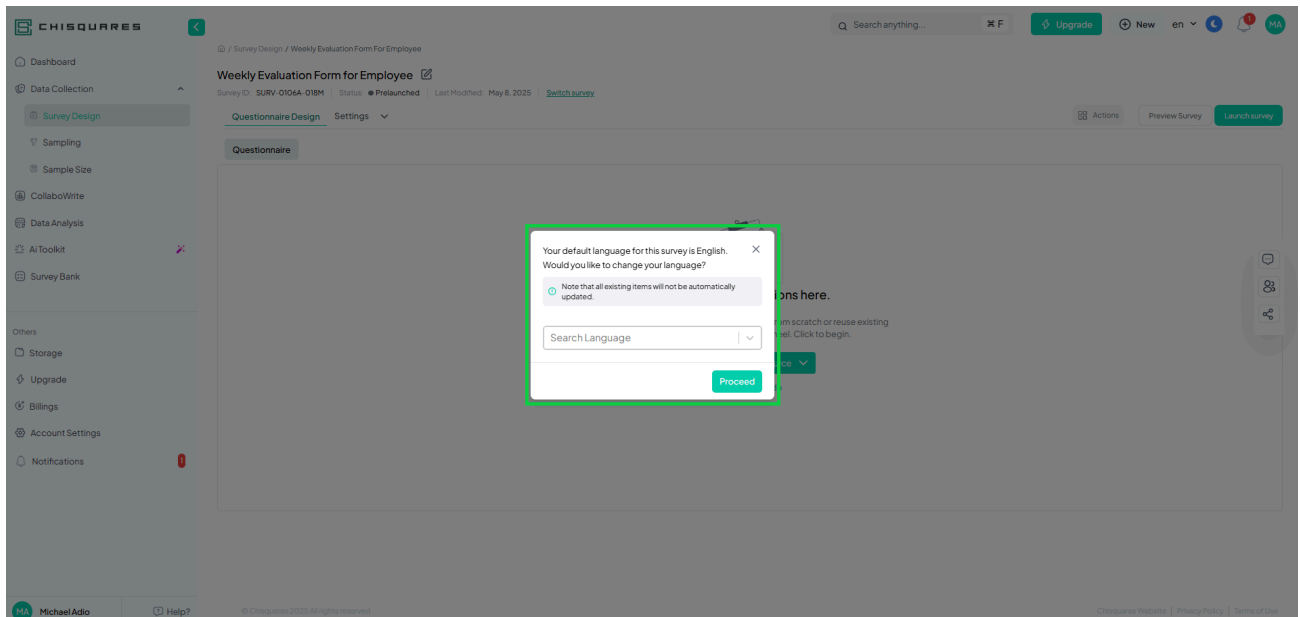 CHISQUARES
Search anything...
⌘ F
Upgrade
New
en
1
MA
Dashboard
Data Collection
Survey Design
Sampling
Sample Size
CollaboWrite
Data Analysis
Ai Toolkit
Survey Bank
Others
Storage
Upgrade
Billings
Account Settings
Notifications
MA Michael Adio
Help?
/ Survey Design / Weekly Evaluation Form For Employee
Weekly Evaluation Form for Employee
Survey ID: SURV-0106A-018M Status: Prelaunched Last Modified: May 8, 2025 Switch survey
Questionnaire Design Settings
Actions Preview Survey Launch survey
Questionnaire
Your default language for this survey is English.
Would you like to change your language?
Note that all existing items will not be automatically
updated.
Search Language
Proceed
here.
scratch or reuse existing
Click to begin.
© Chisquares 2025 All rights reserved
Chisquares Website | Privacy Policy | Terms of Use